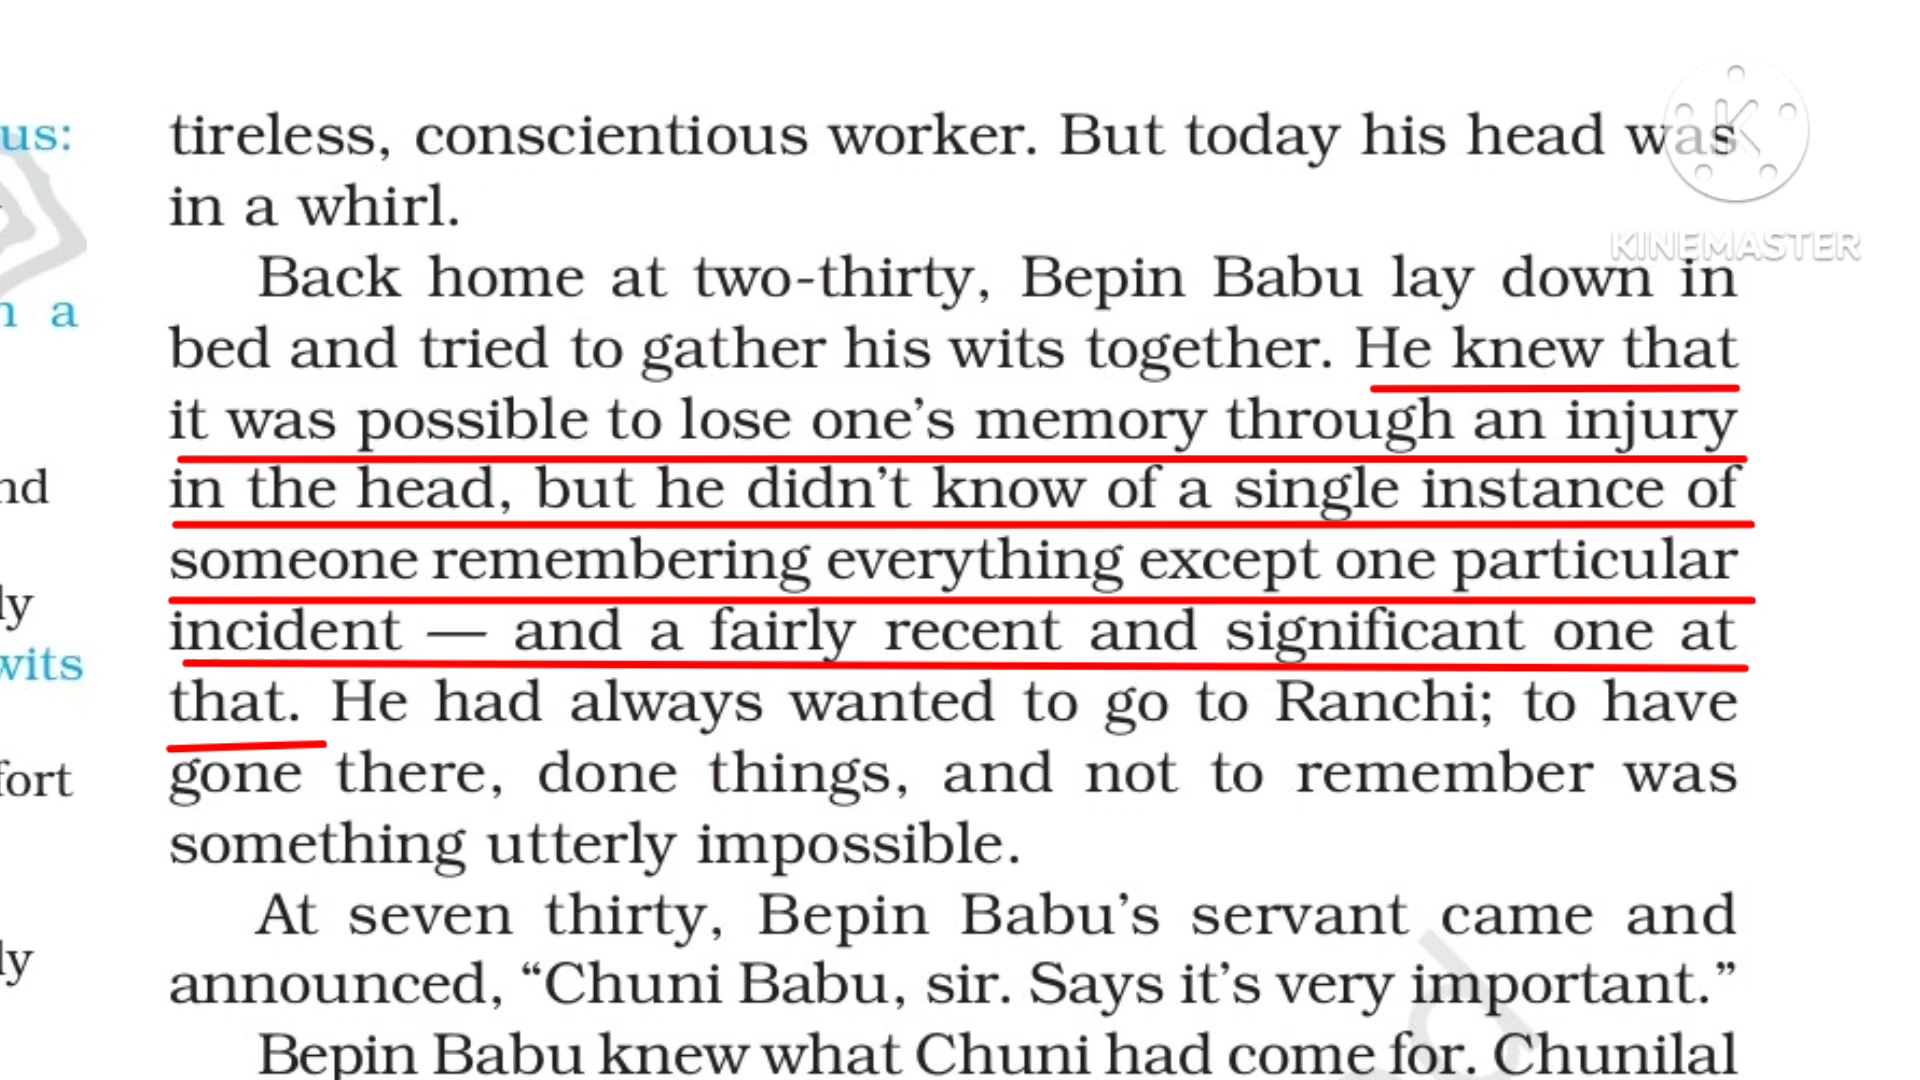 us:
tireless, conscientious worker. But today his head was
in a whirl.
KINEMASTER
Back home at two-thirty, Bepin Babu lay down in
a
bed and tried to gather his wits together. He knew that
it was possible to lose one's memory through an injury
in the head, but he didn't know of a single instance of
someone remembering everything except one particular
incident — and a fairly recent and significant one at
wits
that. He had always wanted to go to Ranchi; to have
gone there, done things, and not to remember was
something utterly impossible.
At seven thirty, Bepin Babu's servant came and
announced, “Chuni Babu, sir. Says it's very important.”
Bepin Babu knew what Chuni had come for. Chunilal